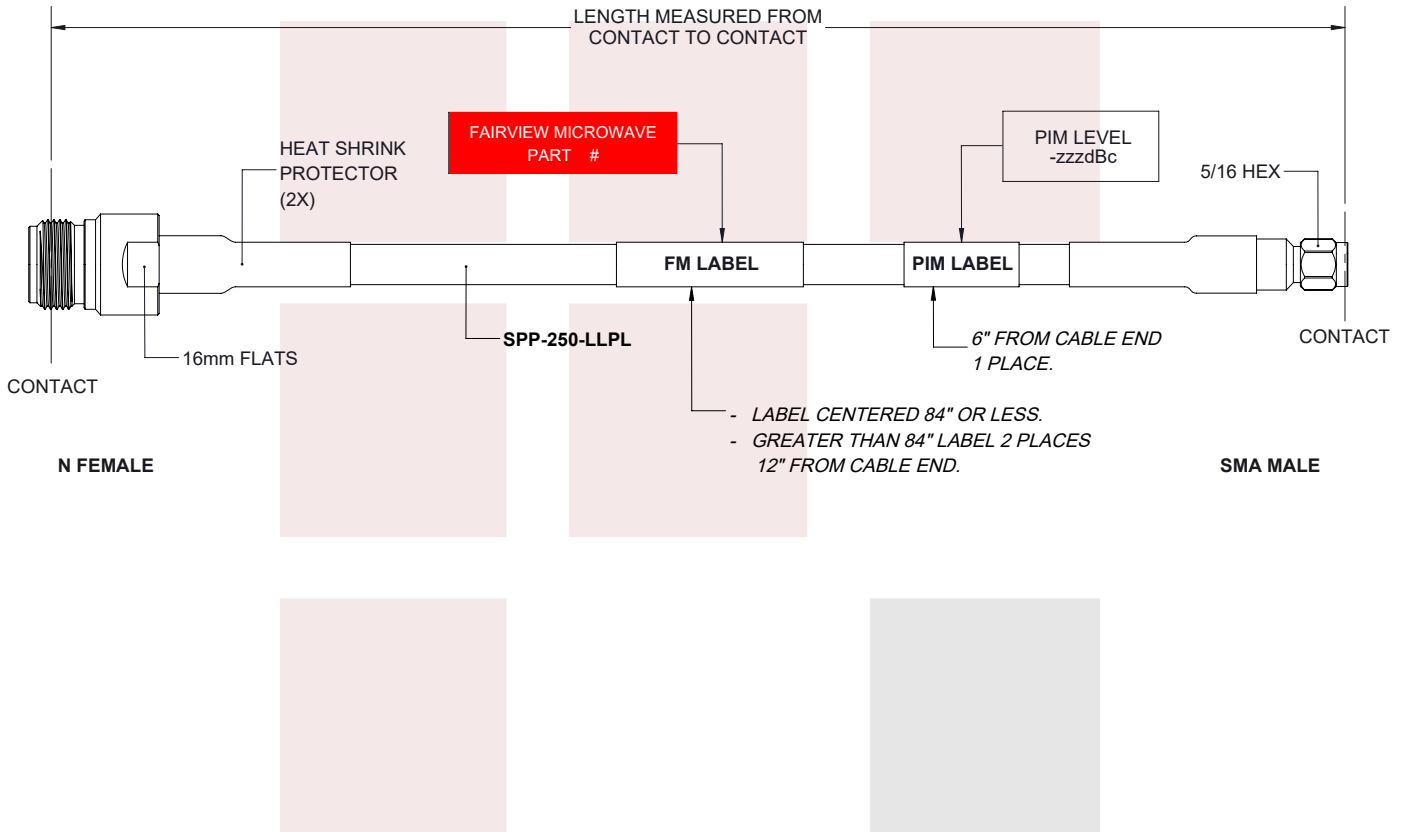 LENGTH MEASURED FROM
CONTACT TO CONTACT
FAIRVIEW MICROWAVE
PART #
PIM LEVEL
-zzzdBc
HEAT SHRINK
PROTECTOR
(2X)
5/16 HEX
FM LABEL
PIM LABEL
16mm FLATS
SPP-250-LLPL
6" FROM CABLE END
1 PLACE.
CONTACT
CONTACT
- LABEL CENTERED 84" OR LESS.
- GREATER THAN 84" LABEL 2 PLACES
12" FROM CABLE END.
N FEMALE
SMA MALE